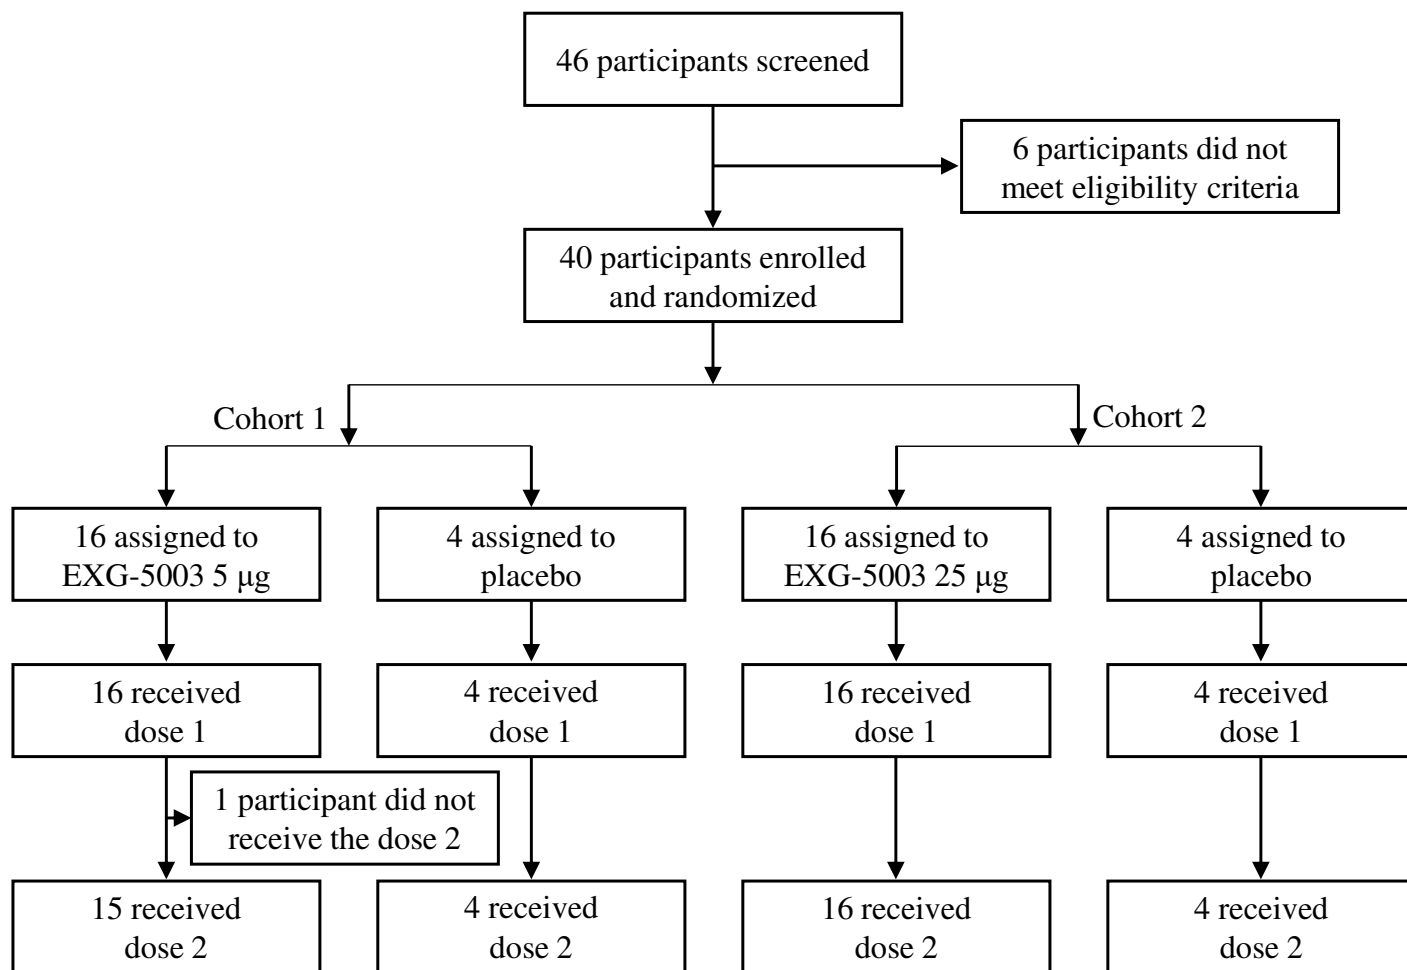 46 participants screened
6 participants did not
meet eligibility criteria
40 participants enrolled
and randomized
Cohort 1
Cohort 2
16 assigned to
EXG-5003 5 μg
4 assigned to
placebo
16 assigned to
EXG-5003 25 μg
4 assigned to
placebo
16 received
dose 1
4 received
dose 1
16 received
dose 1
4 received
dose 1
1 participant did not
receive the dose 2
15 received
dose 2
4 received
dose 2
16 received
dose 2
4 received
dose 2